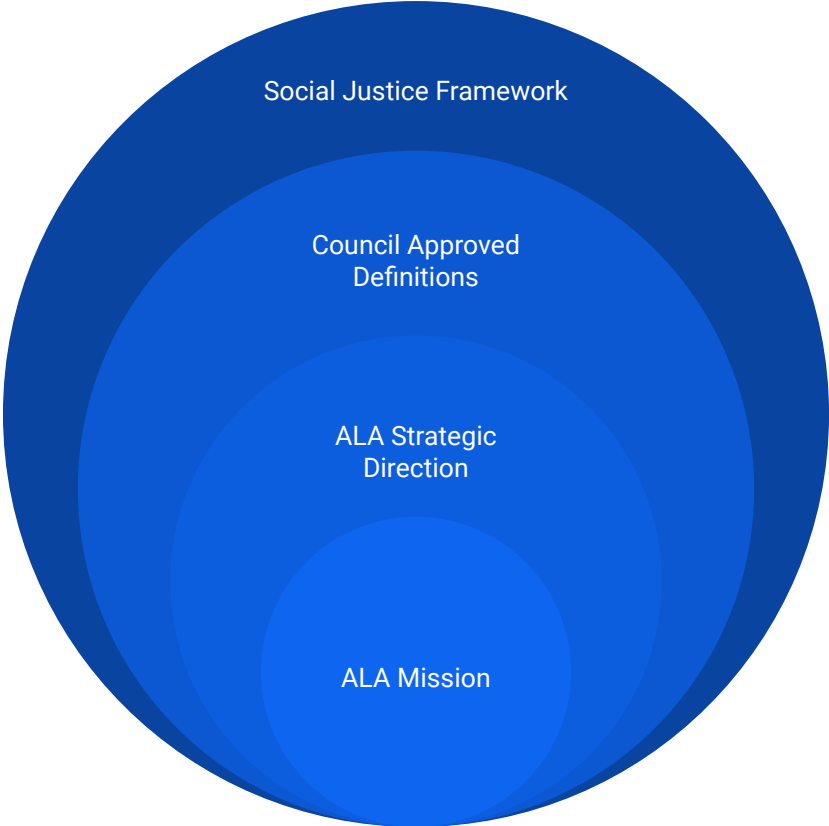 Social Justice Framework
Council Approved
Definitions
ALA Strategic
Direction
ALA Mission